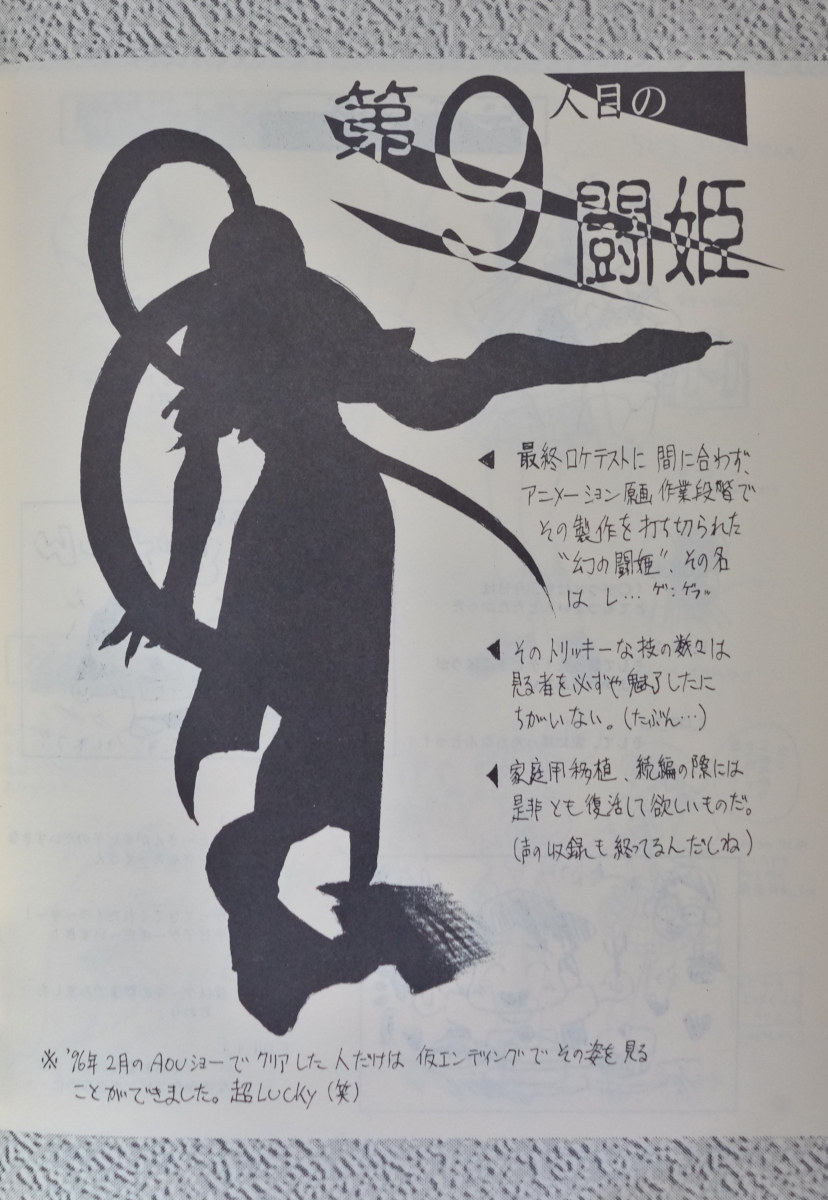 第9人目の
闘姫
◀ 最終ロケテストに間に合わず、
アニメーション原画作業段階で
その製作を打ち切られた
“幻の闘姫”、その名
は レ…
◀ そのトリッキーな技の数々は
見る者を必ずや魅了したに
ちがいない。(たぶん…)
◀ 家庭用移植、続編の際には
是非とも復活して欲しいものだ。
(声の収録も終ってるんだしね)
※ '96年2月のAOUショーでクリアした人だけは 仮エンディングで その姿を見る
ことができました。超LUCKY(笑)